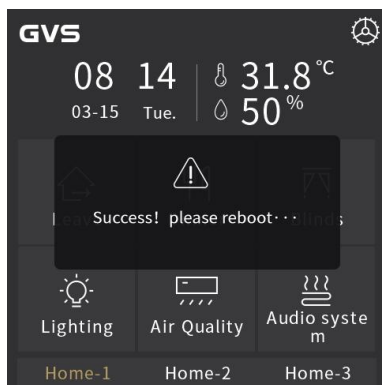 GVS
08 14
31.8 °C
03-15 Tue.
50 %
Success! please reboot···
Lighting
Air Quality
Audio syste
m
Home-1
Home-2
Home-3